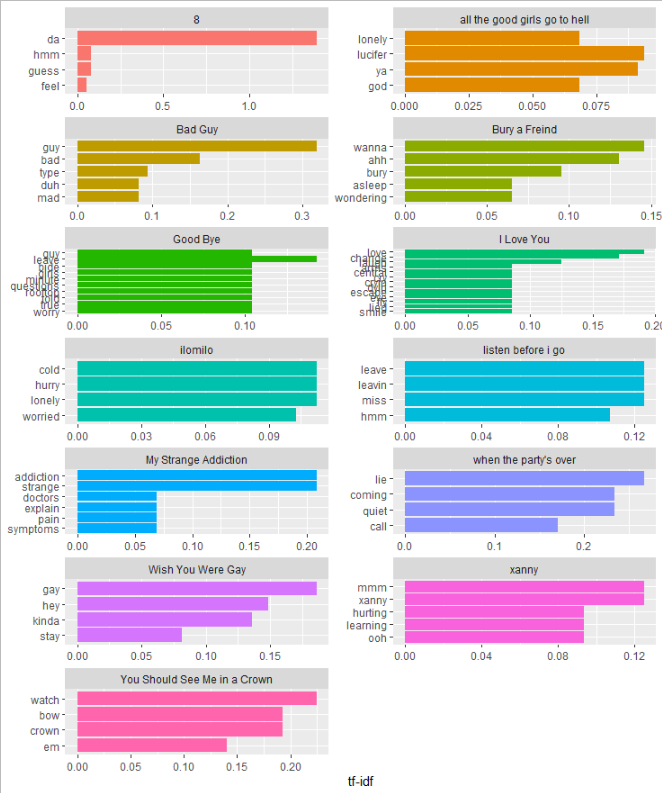 8
da
hmm
guess
feel
0.0 0.5 1.0
all the good girls go to hell
lonely
lucifer
ya
god
0.000 0.025 0.050 0.075
Bad Guy
guy
bad
type
duh
mad
0.0 0.1 0.2 0.3
Bury a Freind
wanna
ahh
bury
asleep
wondering
0.00 0.05 0.10 0.15
Good Bye
guy
leave
minute
questions
rooftop
true
worry
0.00 0.05 0.10
I Love You
love
change
central
escape
smile
0.00 0.05 0.10 0.15 0.20
ilomilo
cold
hurry
lonely
worried
0.00 0.03 0.06 0.09
listen before i go
leave
leavin
miss
hmm
0.00 0.04 0.08 0.12
My Strange Addiction
addiction
strange
doctors
explain
pain
symptoms
0.00 0.05 0.10 0.15 0.20
when the party's over
lie
coming
quiet
call
0.0 0.1 0.2
Wish You Were Gay
gay
hey
kinda
stay
0.00 0.05 0.10 0.15
xanny
mmm
xanny
hurting
learning
ooh
0.00 0.04 0.08 0.12
You Should See Me in a Crown
watch
bow
crown
em
0.00 0.05 0.10 0.15 0.20
tf-idf